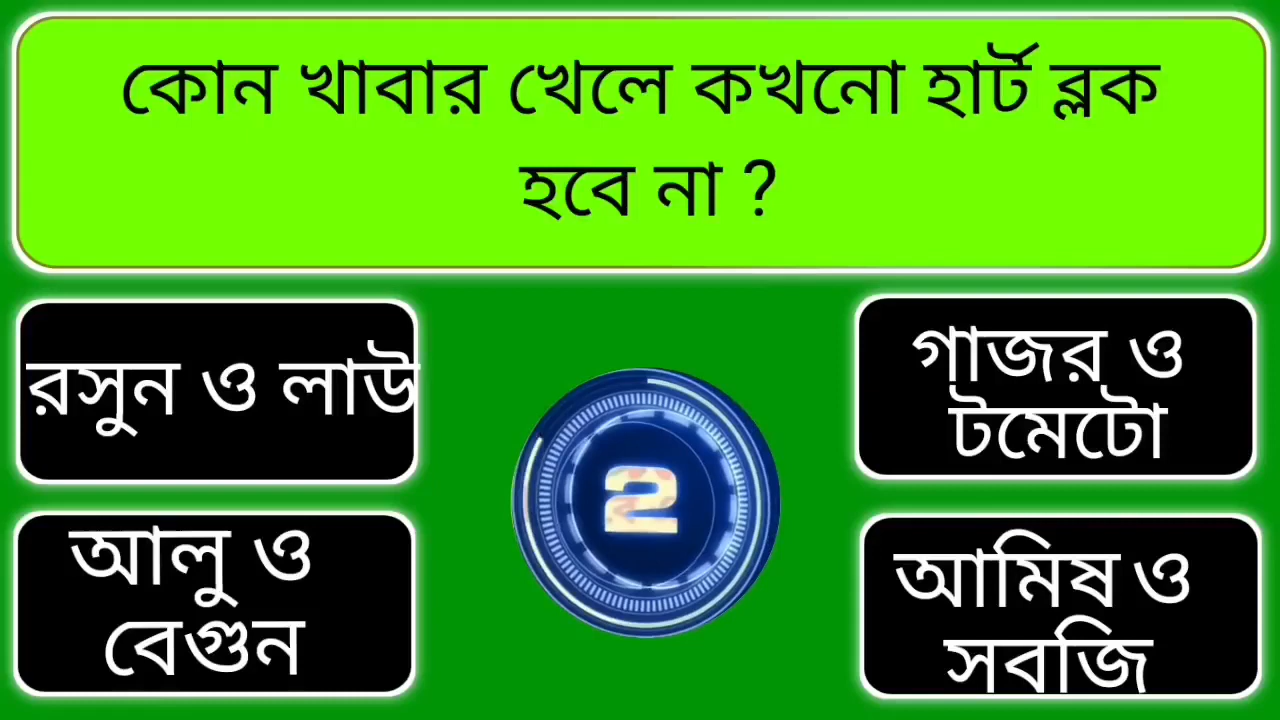 কোন খাবার খেলে কখনো হার্ট ব্লক
হবে না ?
রসুন ও লাউ
গাজর ও
টমেটো
2
আলু ও
বেগুন
আমিষ ও
সবজি